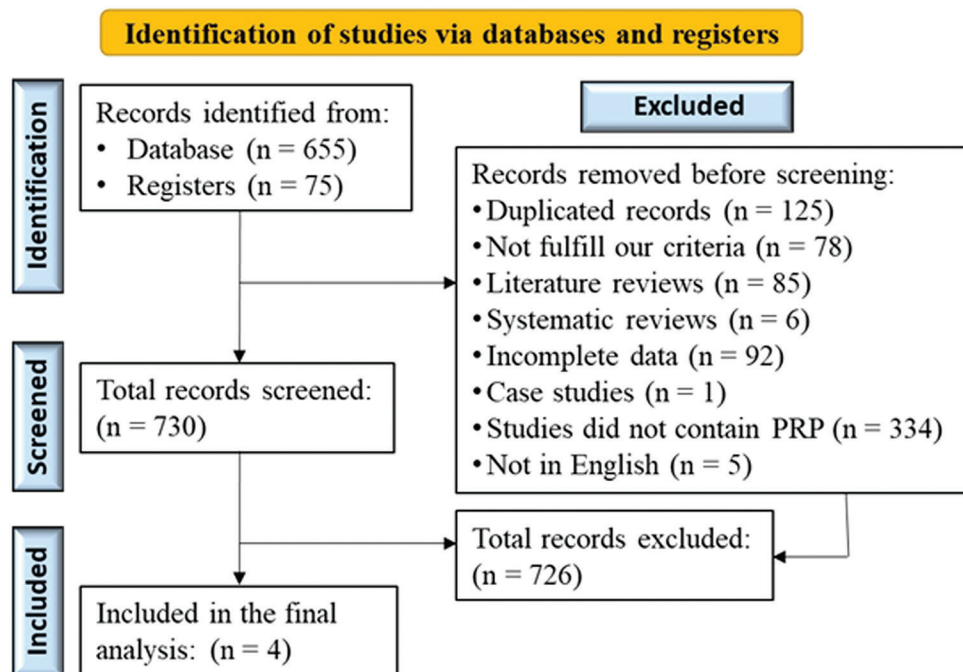 Identification of studies via databases and registers
Identification
Records identified from:
• Database (n = 655)
• Registers (n = 75)
Excluded
Records removed before screening:
•Duplicated records (n = 125)
•Not fulfill our criteria (n = 78)
•Literature reviews (n = 85)
•Systematic reviews (n = 6)
•Incomplete data (n = 92)
•Case studies (n = 1)
•Studies did not contain PRP (n = 334)
•Not in English (n = 5)
Screened
Total records screened:
(n = 730)
Total records excluded:
(n = 726)
Included
Included in the final
analysis: (n = 4)